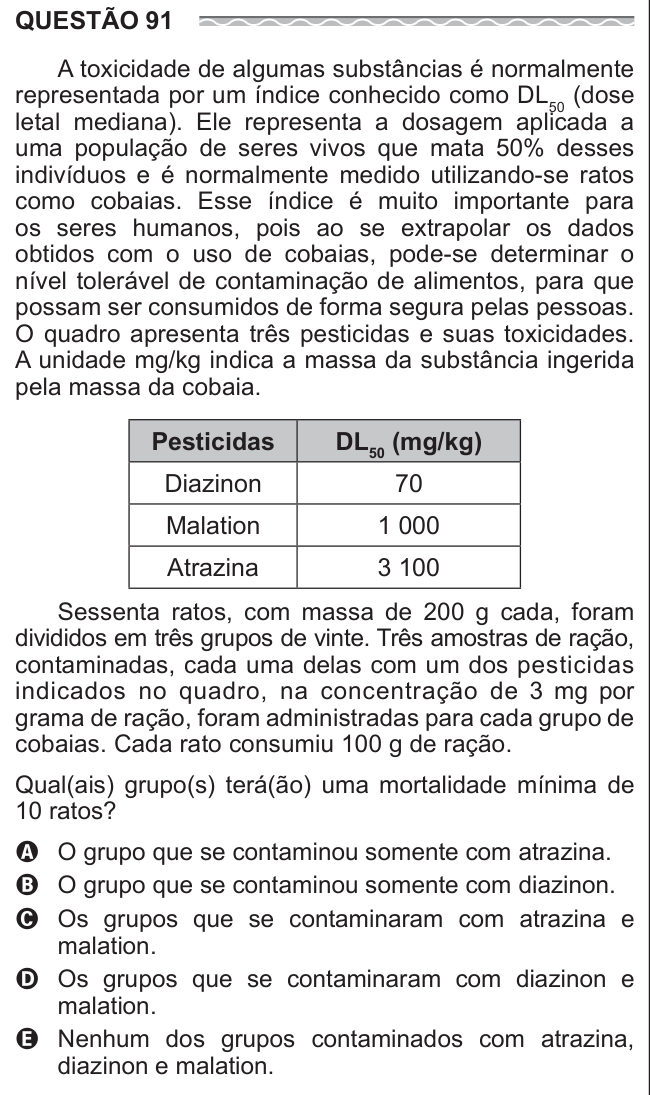 QUESTÃO 91
A toxicidade de algumas substâncias é normalmente
representada por um índice conhecido como DL50 (dose
letal mediana). Ele representa a dosagem aplicada a
uma população de seres vivos que mata 50% desses
indivíduos e é normalmente medido utilizando-se ratos
como cobaias. Esse índice é muito importante para
os seres humanos, pois ao se extrapolar os dados
obtidos com o uso de cobaias, pode-se determinar o
nível tolerável de contaminação de alimentos, para que
possam ser consumidos de forma segura pelas pessoas.
O quadro apresenta três pesticidas e suas toxicidades.
A unidade mg/kg indica a massa da substância ingerida
pela massa da cobaia.
Pesticidas DL50 (mg/kg)
Diazinon 70
Malation 1 000
Atrazina 3 100
Sessenta ratos, com massa de 200 g cada, foram
divididos em três grupos de vinte. Três amostras de ração,
contaminadas, cada uma delas com um dos pesticidas
indicados no quadro, na concentração de 3 mg por
grama de ração, foram administradas para cada grupo de
cobaias. Cada rato consumiu 100 g de ração.
Qual(ais) grupo(s) terá(ão) uma mortalidade mínima de
10 ratos?
A O grupo que se contaminou somente com atrazina.
B O grupo que se contaminou somente com diazinon.
C Os grupos que se contaminaram com atrazina e
malation.
D Os grupos que se contaminaram com diazinon e
malation.
E Nenhum dos grupos contaminados com atrazina,
diazinon e malation.